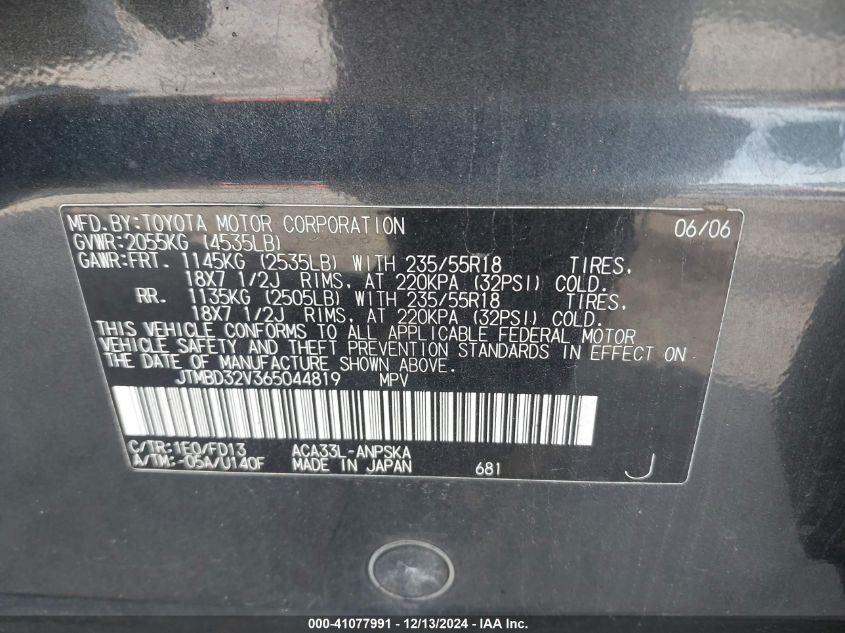 MFD.BY:TOYOTA MOTOR CORPORATION 06/06
GVWR:2055KG (4535LB)
GAWR:FRT. 1145KG (2535LB) WITH 235/55R18 TIRES,
18X7 1/2J RIMS, AT 220KPA (32PSI) COLD.
RR. 1135KG (2505LB) WITH 235/55R18 TIRES,
18X7 1/2J RIMS, AT 220KPA (32PSI) COLD.
THIS VEHICLE CONFORMS TO ALL APPLICABLE FEDERAL MOTOR
VEHICLE SAFETY AND THEFT PREVENTION STANDARDS IN EFFECT ON
THE DATE OF MANUFACTURE SHOWN ABOVE.
JTMBD32V365044819 MPV
C/TR:1E0/FD13 ACA33L-ANPSKA
A/TM:-05A/U140F MADE IN JAPAN 681 J
000-41077991 - 12/13/2024 - IAA Inc.